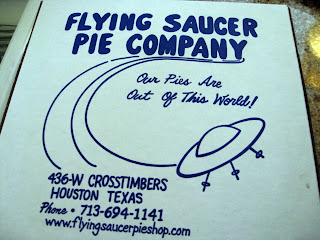 FLYING SAUCER
PIE COMPANY
Our Pies Are
Out Of This World!
436-W CROSSTIMBERS
HOUSTON TEXAS
Phone • 713-694-1141
www.flyingsaucerpieshop.com